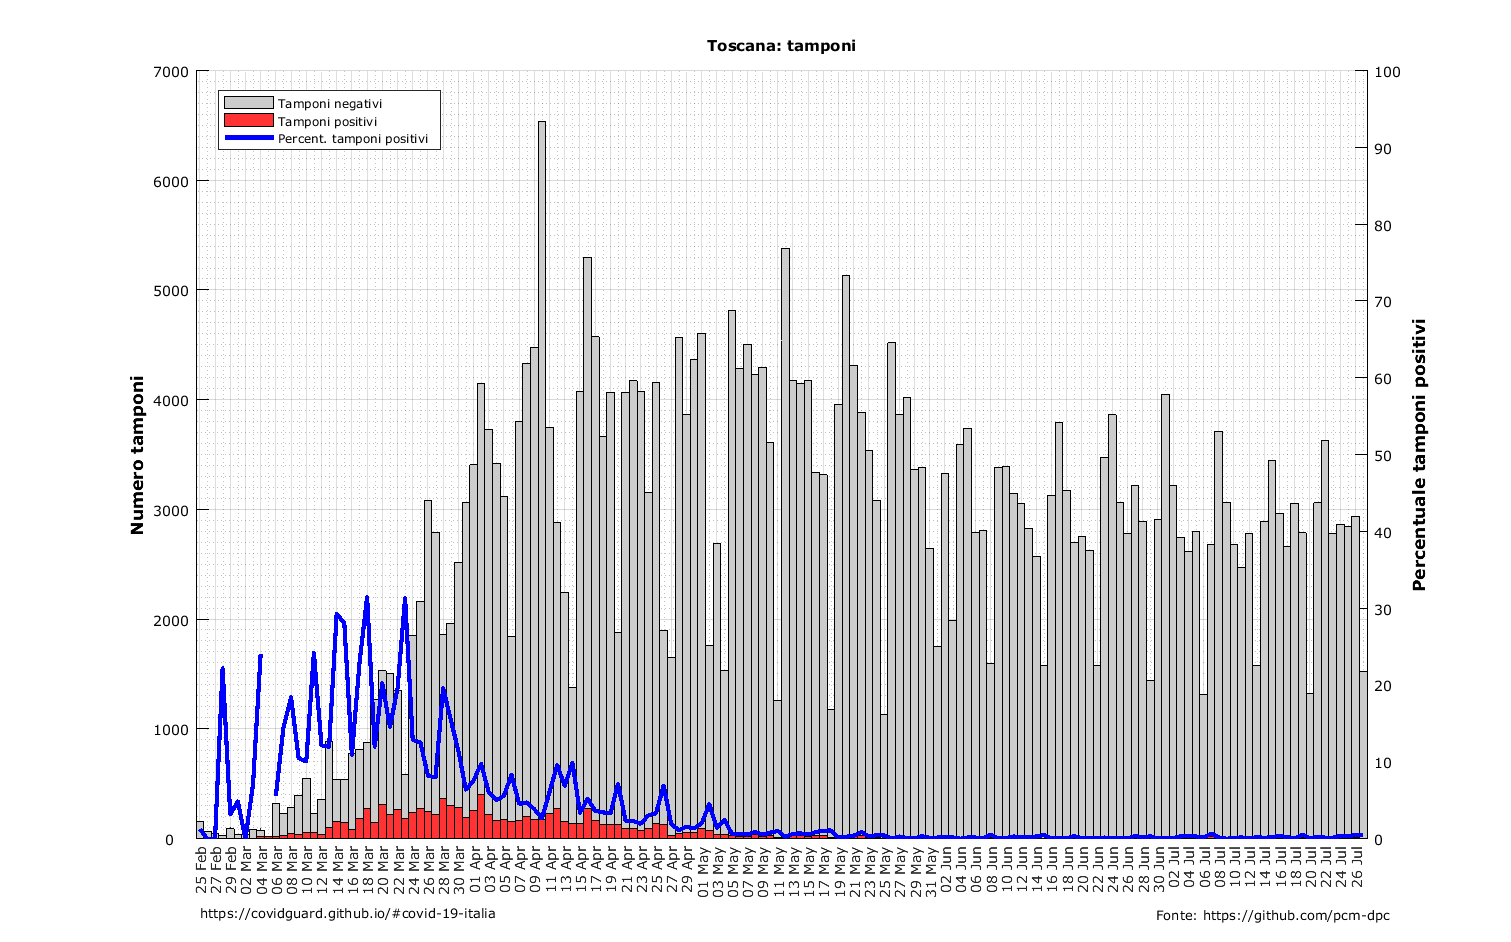 Toscana: tamponi
7000
6000
5000
4000
3000
2000
1000
0
Numero tamponi
Tamponi negativi
Tamponi positivi
Percent. tamponi positivi
100
90
80
70
60
50
40
30
20
10
0
Percentuale tamponi positivi
25 Feb
27 Feb
29 Feb
02 Mar
04 Mar
06 Mar
08 Mar
10 Mar
12 Mar
14 Mar
16 Mar
18 Mar
20 Mar
22 Mar
24 Mar
26 Mar
28 Mar
30 Mar
01 Apr
03 Apr
05 Apr
07 Apr
09 Apr
11 Apr
13 Apr
15 Apr
17 Apr
19 Apr
21 Apr
23 Apr
25 Apr
27 Apr
29 Apr
01 May
03 May
05 May
07 May
09 May
11 May
13 May
15 May
17 May
19 May
21 May
23 May
25 May
27 May
29 May
31 May
02 Jun
04 Jun
06 Jun
08 Jun
10 Jun
12 Jun
14 Jun
16 Jun
18 Jun
20 Jun
22 Jun
24 Jun
26 Jun
28 Jun
30 Jun
02 Jul
04 Jul
06 Jul
08 Jul
10 Jul
12 Jul
14 Jul
16 Jul
18 Jul
20 Jul
22 Jul
24 Jul
26 Jul
https://covidguard.github.io/#covid-19-italia
Fonte: https://github.com/pcm-dpc